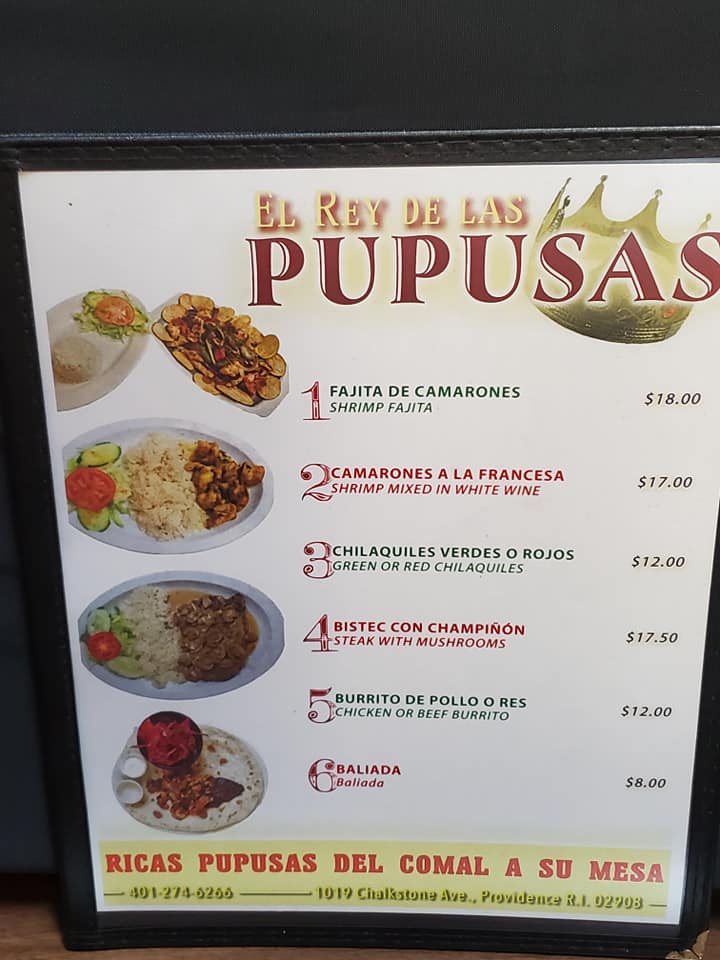 EL REY DE LAS
PUPUSAS
1 FAJITA DE CAMARONES $18.00
SHRIMP FAJITA
2 CAMARONES A LA FRANCESA $17.00
SHRIMP MIXED IN WHITE WINE
3 CHILAQUILES VERDES O ROJOS $12.00
GREEN OR RED CHILAQUILES
4 BISTEC CON CHAMPIÑÓN $17.50
STEAK WITH MUSHROOMS
5 BURRITO DE POLLO O RES $12.00
CHICKEN OR BEEF BURRITO
6 BALIADA $8.00
Baliada
RICAS PUPUSAS DEL COMAL A SU MESA
401-274-6266 1019 Chalkstone Ave., Providence R.I. 02908